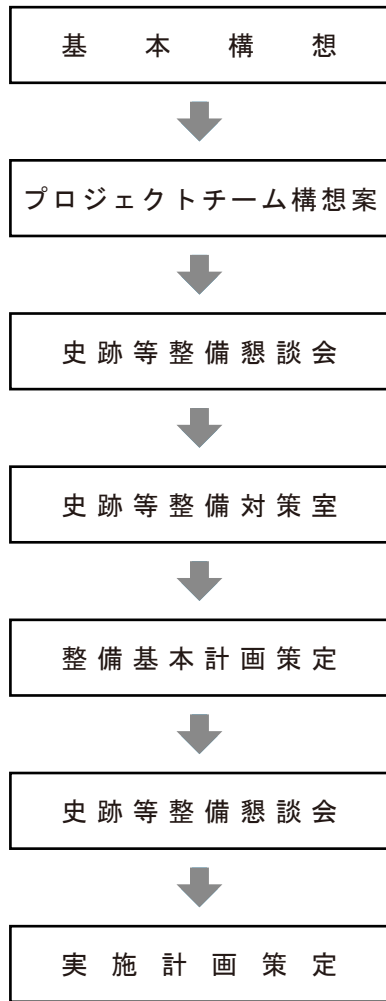 基本構想
プロジェクトチーム構想案
史跡等整備懇談会
史跡等整備対策室
整備基本計画策定
史跡等整備懇談会
実施計画策定